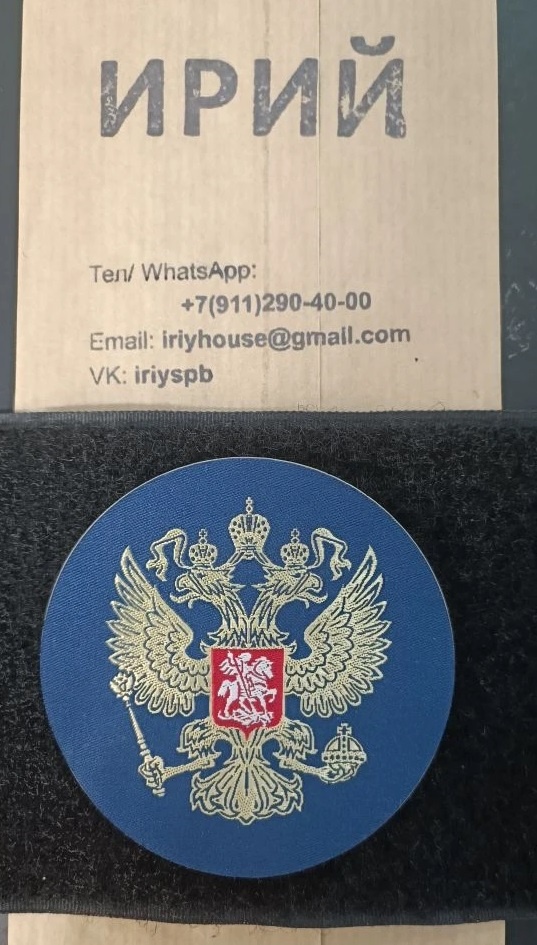 ИРИЙ
Тел/ WhatsApp:
+7(911)290-40-00
Email: iriyhouse@gmail.com
VK: iriyspb